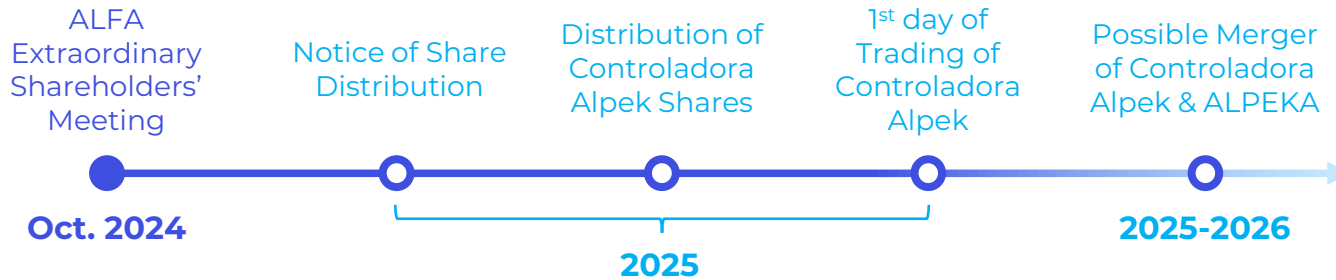 ALFA
Extraordinary
Shareholders’
Meeting
Notice of Share
Distribution
Distribution of
Controladora
Alpek Shares
1st day of
Trading of
Controladora
Alpek
Possible Merger
of Controladora
Alpek & ALPEKA
Oct. 2024
2025
2025-2026